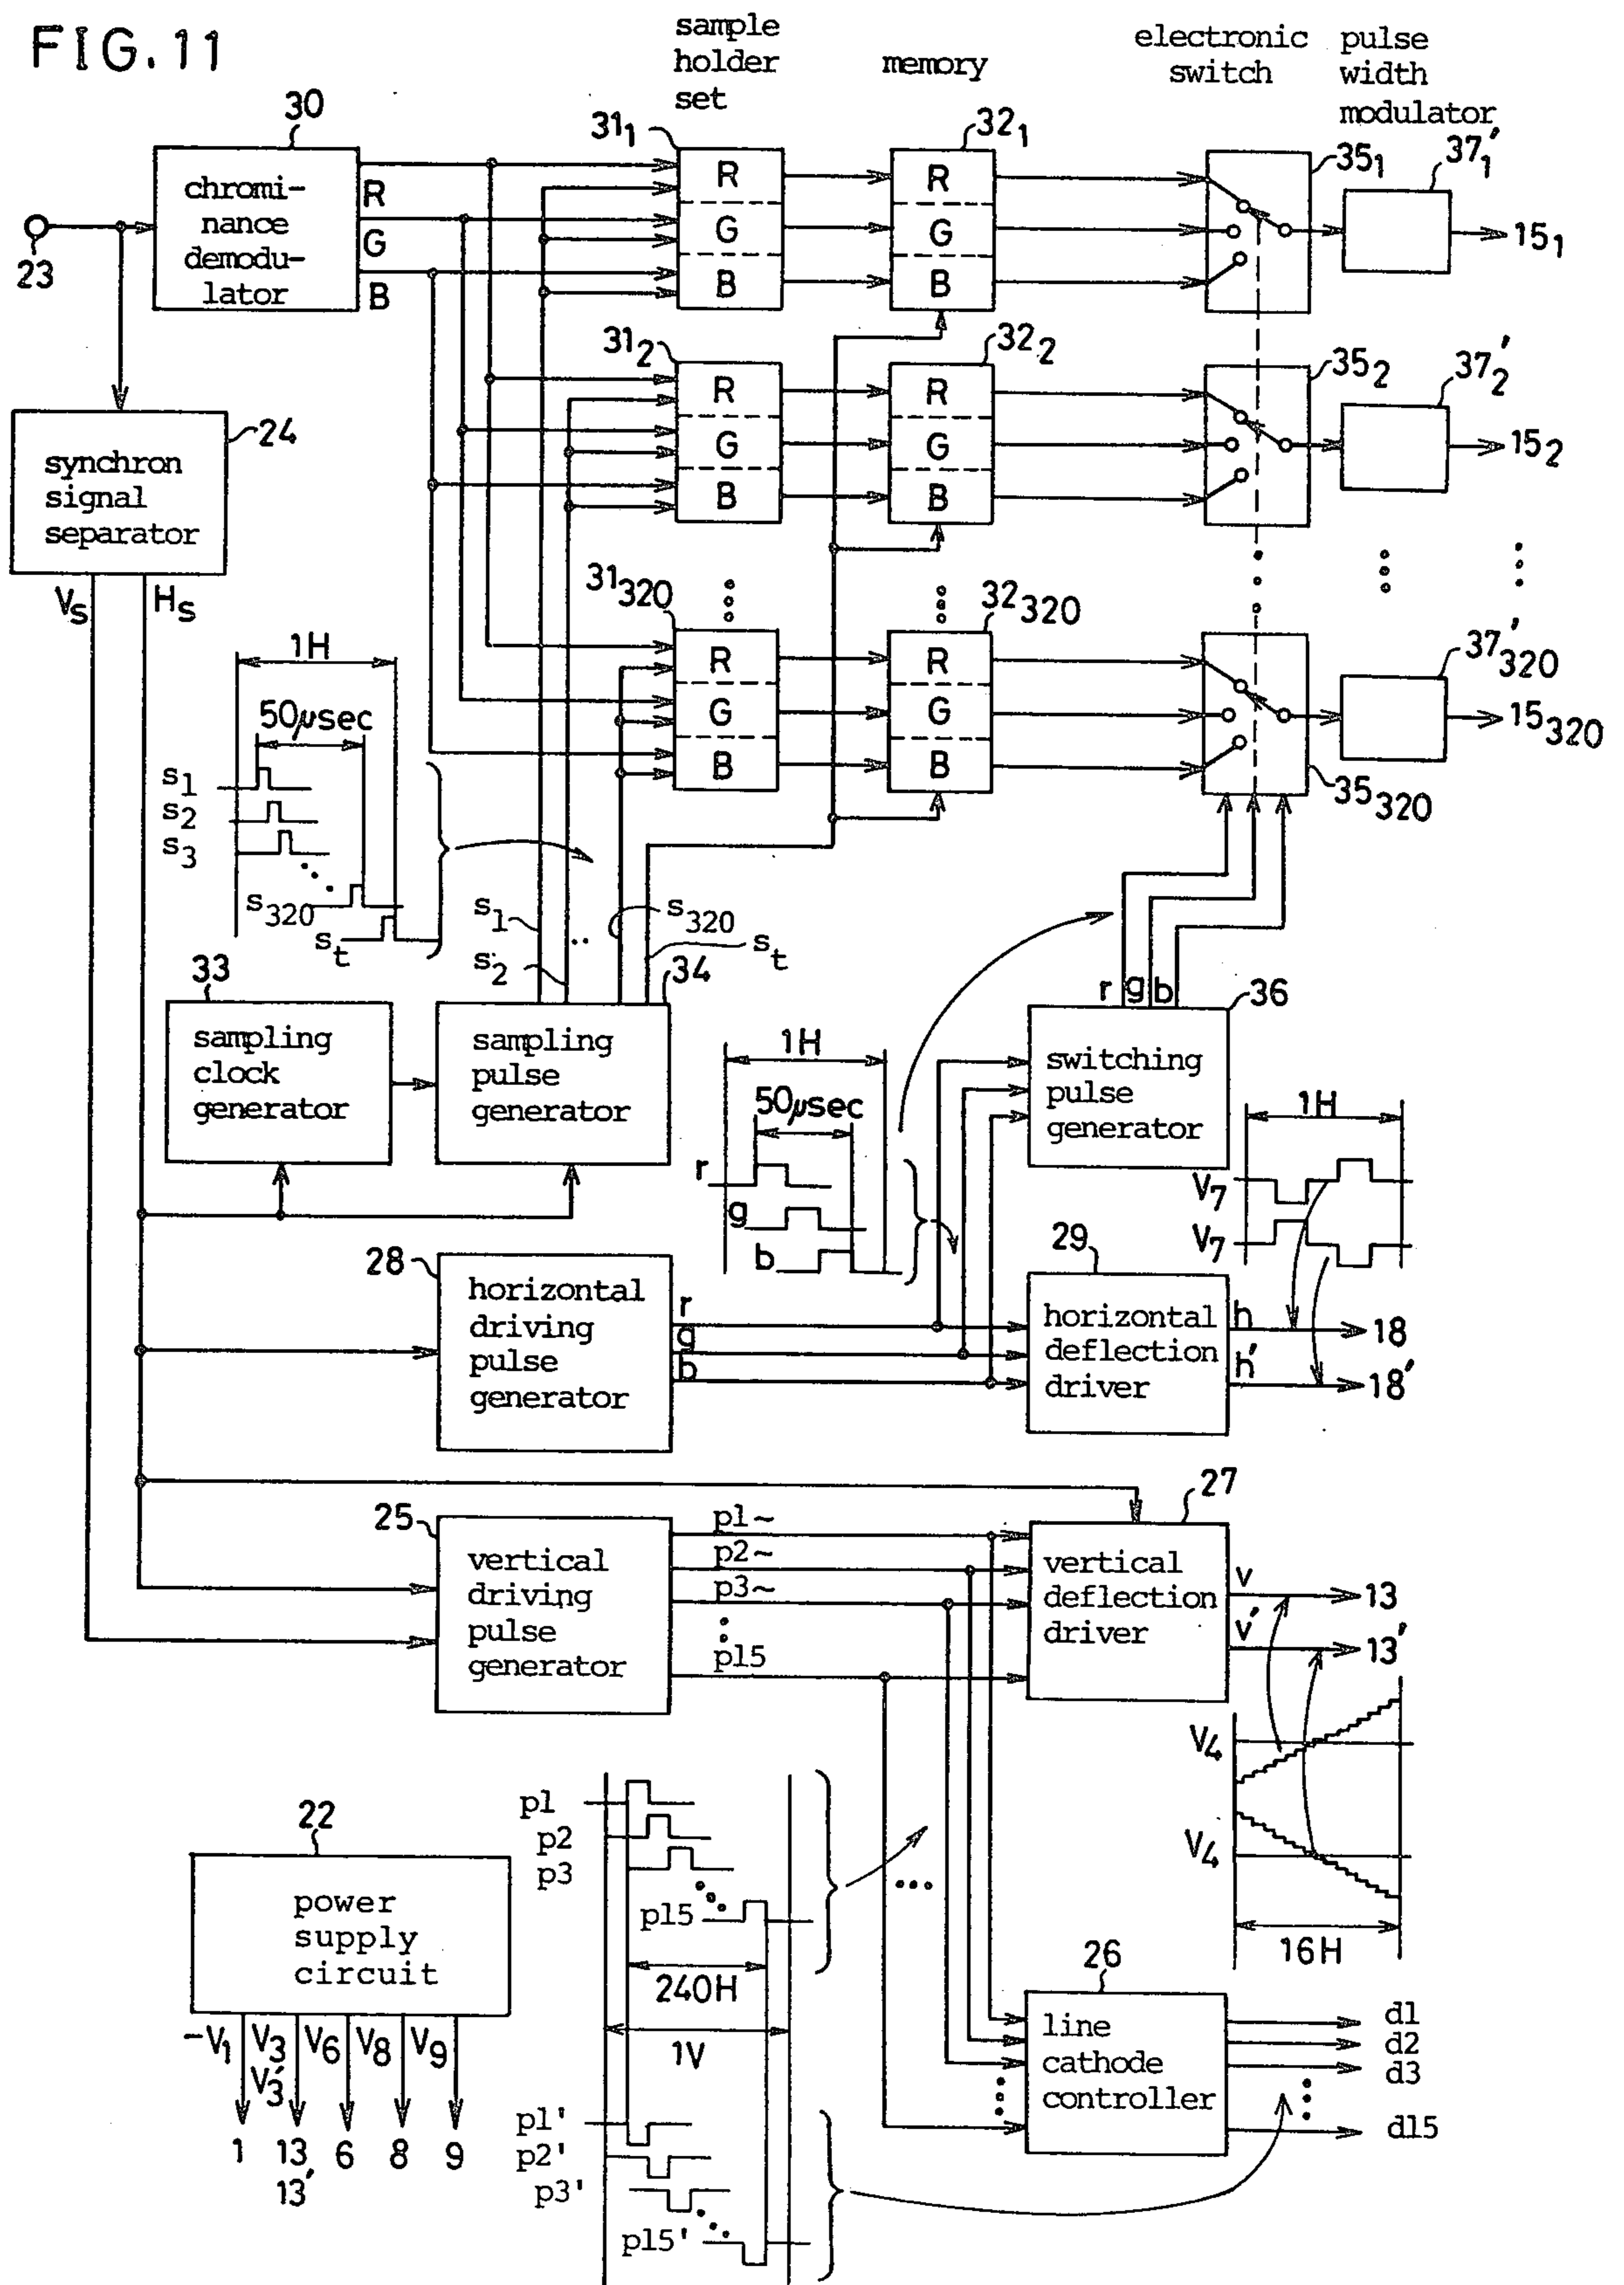 FIG. 11
sample
holder
set
memory
electronic
switch
pulse
width
modulator
30
chromi-
nance
demodu-
lator
R
G
B
23
31₁
R
G
B
32₁
R
G
B
35₁
37₁'
15₁
31₂
R
G
B
32₂
R
G
B
35₂
37₂'
15₂
24
synchron
signal
separator
Vs
Hs
31₃₂₀
R
G
B
32₃₂₀
R
G
B
35₃₂₀
37'₃₂₀
15₃₂₀
1H
50μsec
s1
s2
s3
s320
st
s1
s2
s320
st
33
sampling
clock
generator
34
sampling
pulse
generator
1H
50μsec
r
g
b
r g b
36
switching
pulse
generator
1H
V7
V7
28
horizontal
driving
pulse
generator
r
g
b
29
horizontal
deflection
driver
h
h'
18
18'
25
vertical
driving
pulse
generator
p1~
p2~
p3~
p15
27
vertical
deflection
driver
v
v'
13
13'
V4
V4
16H
22
power
supply
circuit
-V1 V3 V6 V8 V9
V3'
1 13 6 8 9
13'
p1
p2
p3
p15
240H
1V
p1'
p2'
p3'
p15'
26
line
cathode
controller
d1
d2
d3
d15